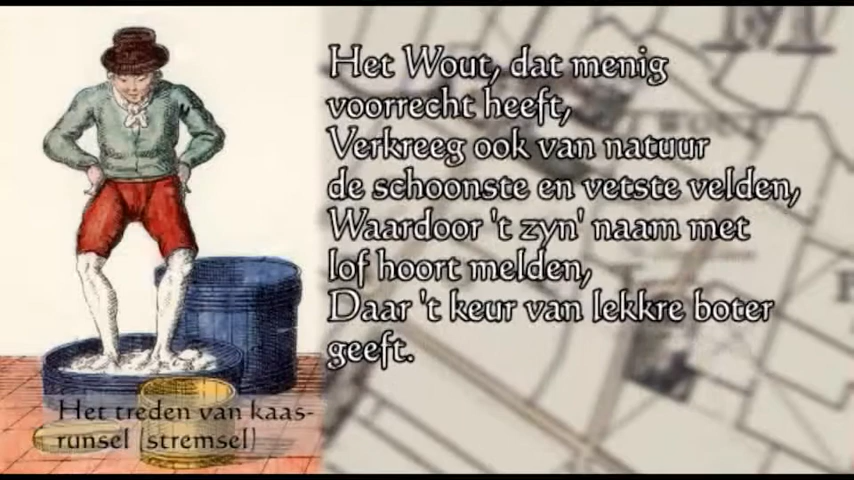 Het Wout, dat menig
voorrecht heeft,
Verkreeg ook van natuur
de schoonste en vetste velden,
Waardoor 't zyn' naam met
lof hoort melden,
Daar 't keur van lekkre boter
geeft.
Het treden van kaas-
runsel (stremsel)